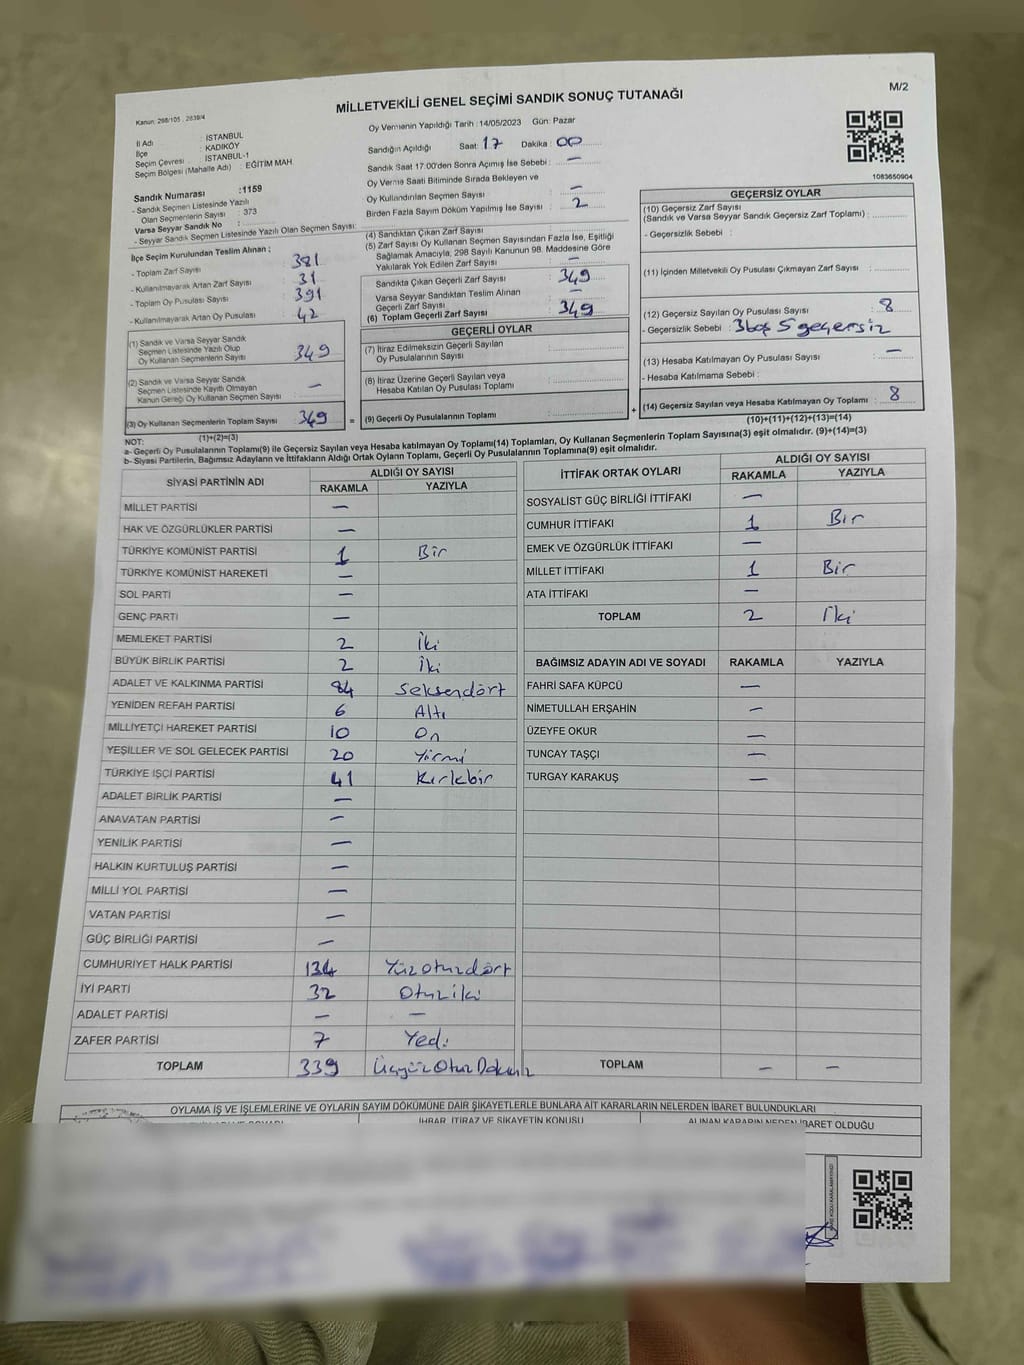 MİLLETVEKİLİ GENEL SEÇİMİ SANDIK SONUÇ TUTANAĞI
M/2
Kanun: 298/105 , 2839/4
Oy Vermenin Yapıldığı Tarih : 14/05/2023 Gün: Pazar
İl Adı : İSTANBUL
İlçe : KADIKÖY
Seçim Çevresi : İSTANBUL-1
Seçim Bölgesi (Mahalle Adı) : EĞİTİM MAH
Sandık Numarası : 1159
- Sandık Seçmen Listesinde Yazılı
Olan Seçmenlerin Sayısı : 373
Varsa Seyyar Sandık No :
- Seyyar Sandık Seçmen Listesinde Yazılı Olan Seçmen Sayısı:
Sandığın Açıldığı Saat: 17 Dakika : 00
Sandık Saat 17:00'den Sonra Açımış İse Sebebi : —
Oy Verme Saati Bitiminde Sırada Bekleyen ve
Oy Kullandırılan Seçmen Sayısı : —
Birden Fazla Sayım Döküm Yapılmış İse Sayısı : 2
1083650904
İlçe Seçim Kurulundan Teslim Alınan ;
- Toplam Zarf Sayısı : 381
- Kullanılmayarak Artan Zarf Sayısı : 31
- Toplam Oy Pusulası Sayısı : 391
- Kullanılmayarak Artan Oy Pusulası : 42
(1) Sandık ve Varsa Seyyar Sandık
Seçmen Listesinde Yazılı Olup
Oy Kullanan Seçmenlerin Sayısı : 349
(2) Sandık ve Varsa Seyyar Sandık
Seçmen Listesinde Kayıtlı Olmayan
Kanun Gereği Oy Kullanan Seçmen Sayısı : —
(3) Oy Kullanan Seçmenlerin Toplam Sayısı : 349
(1)+(2)=(3)
(4) Sandıktan Çıkan Zarf Sayısı :
(5) Zarf Sayısı Oy Kullanan Seçmen Sayısından Fazla İse, Eşitliği
Sağlamak Amacıyla, 298 Sayılı Kanunun 98. Maddesine Göre
Yakılarak Yok Edilen Zarf Sayısı : —
Sandıkta Çıkan Geçerli Zarf Sayısı : 349
Varsa Seyyar Sandıktan Teslim Alınan
Geçerli Zarf Sayısı : —
(6) Toplam Geçerli Zarf Sayısı : 349
GEÇERLİ OYLAR
(7) İtiraz Edilmeksizin Geçerli Sayılan
Oy Pusulalarının Sayısı :
(8) İtiraz Üzerine Geçerli Sayılan veya
Hesaba Katılan Oy Pusulası Toplamı :
= (9) Geçerli Oy Pusulalarının Toplamı : +
GEÇERSİZ OYLAR
(10) Geçersiz Zarf Sayısı
(Sandık ve Varsa Seyyar Sandık Geçersiz Zarf Toplamı) :
- Geçersizlik Sebebi :
(11) İçinden Milletvekili Oy Pusulası Çıkmayan Zarf Sayısı :
(12) Geçersiz Sayılan Oy Pusulası Sayısı : 8
- Geçersizlik Sebebi : 3 boş 5 geçersiz
(13) Hesaba Katılmayan Oy Pusulası Sayısı : —
- Hesaba Katılmama Sebebi :
(14) Geçersiz Sayılan veya Hesaba Katılmayan Oy Toplamı : 8
(10)+(11)+(12)+(13)=(14)
NOT:
a- Geçerli Oy Pusulalarının Toplamı(9) ile Geçersiz Sayılan veya Hesaba katılmayan Oy Toplamı(14) Toplamları, Oy Kullanan Seçmenlerin Toplam Sayısına(3) eşit olmalıdır. (9)+(14)=(3)
b- Siyasi Partilerin, Bağımsız Adayların ve İttifakların Aldığı Ortak Oyların Toplamı, Geçerli Oy Pusulalarının Toplamına(9) eşit olmalıdır.
SİYASİ PARTİNİN ADI ALDIĞI OY SAYISI
RAKAMLA YAZIYLA
MİLLET PARTİSİ —
HAK VE ÖZGÜRLÜKLER PARTİSİ —
TÜRKİYE KOMÜNİST PARTİSİ 1 Bir
TÜRKİYE KOMÜNİST HAREKETİ —
SOL PARTİ —
GENÇ PARTİ —
MEMLEKET PARTİSİ 2 İki
BÜYÜK BİRLİK PARTİSİ 2 İki
ADALET VE KALKINMA PARTİSİ 84 Seksendört
YENİDEN REFAH PARTİSİ 6 Altı
MİLLİYETÇİ HAREKET PARTİSİ 10 On
YEŞİLLER VE SOL GELECEK PARTİSİ 20 Yirmi
TÜRKİYE İŞÇİ PARTİSİ 41 Kırkbir
ADALET BİRLİK PARTİSİ —
ANAVATAN PARTİSİ —
YENİLİK PARTİSİ —
HALKIN KURTULUŞ PARTİSİ —
MİLLİ YOL PARTİSİ —
VATAN PARTİSİ —
GÜÇ BİRLİĞİ PARTİSİ —
CUMHURİYET HALK PARTİSİ 134 Yüzotuzdört
İYİ PARTİ 32 Otuziki
ADALET PARTİSİ — —
ZAFER PARTİSİ 7 Yedi
TOPLAM 339 ÜçyüzOtuzDokuz
İTTİFAK ORTAK OYLARI ALDIĞI OY SAYISI
RAKAMLA YAZIYLA
SOSYALİST GÜÇ BİRLİĞİ İTTİFAKI —
CUMHUR İTTİFAKI 1 Bir
EMEK VE ÖZGÜRLÜK İTTİFAKI —
MİLLET İTTİFAKI 1 Bir
ATA İTTİFAKI —
TOPLAM 2 İki
BAĞIMSIZ ADAYIN ADI VE SOYADI RAKAMLA YAZIYLA
FAHRİ SAFA KÜPCÜ —
NİMETULLAH ERŞAHİN —
ÜZEYFE OKUR —
TUNCAY TAŞÇI —
TURGAY KARAKUŞ —
TOPLAM — —
OYLAMA İŞ VE İŞLEMLERİNE VE OYLARIN SAYIM DÖKÜMÜNE DAİR ŞİKAYETLERLE BUNLARA AİT KARARLARIN NELERDEN İBARET BULUNDUKLARI
İHBAR, İTİRAZ VE ŞİKAYETİN KONUSU
ALINAN KARARIN NEDEN İBARET OLDUĞU